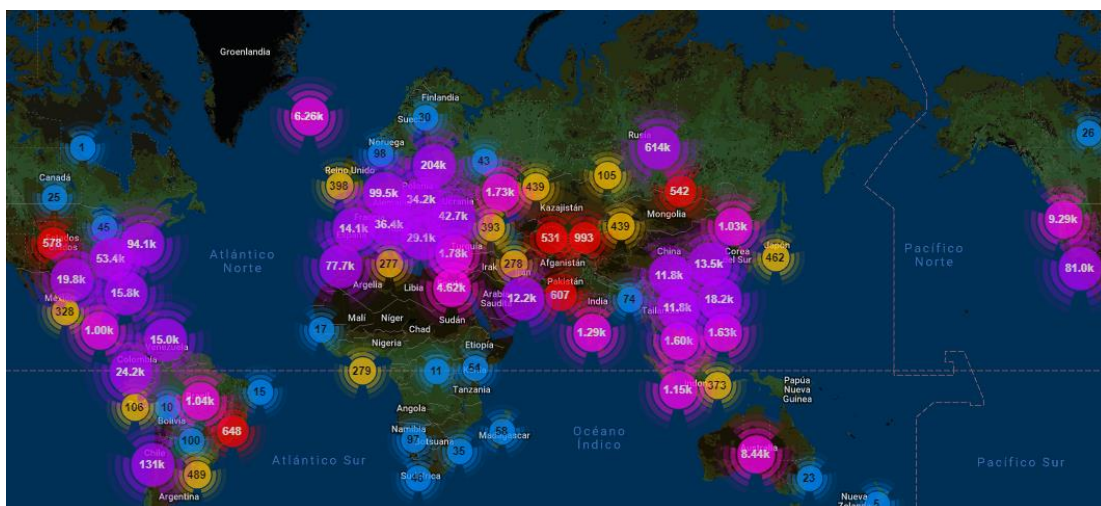 Groenlandia
Finlandia
30
6.26k
Noruega
98
204k
43
Rusia
614k
26
1
Canadá
25
Reino Unido
398
99.5k
34.2k
1.73k
439
105
542
Kazajistán
Mongolia
45
578
94.1k
53.4k
Atlántico
Norte
14.1k
36.4k
42.7k
29.1k
393
531
993
439
1.03k
9.29k
Corea
del Sur
Japón
462
Pacífico
Norte
19.8k
15.8k
77.7k
277
1.78k
Irak
278
Afganistán
China
11.8k
13.5k
81.0k
Argelia
Libia
4.62k
Arabia
Saudita
12.2k
Pakistán
607
India
74
11.8k
18.2k
328
1.00k
15.0k
17
Malí
Níger
Chad
Sudán
Nigeria
Etiopía
1.29k
1.60k
1.63k
Colombia
24.2k
279
11
54
Tanzania
1.15k
373
Papúa
Nueva
Guinea
106
10
1.04k
15
Bolivia
Angola
100
648
Namibia
97
35
58
Madagascar
Océano
Índico
Chile
131k
Atlántico Sur
489
Argentina
8.44k
23
Pacífico Sur
Nueva
5